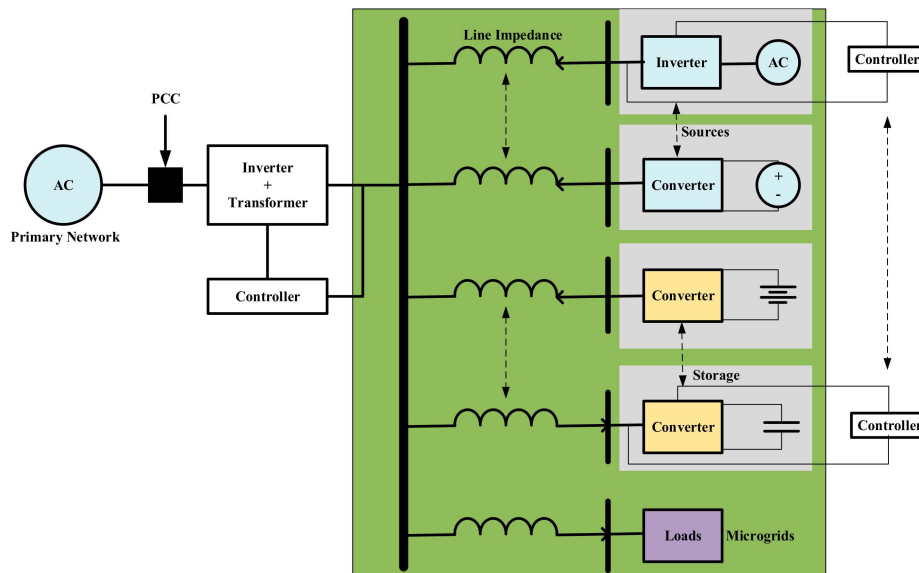 Line Impedance
Inverter
AC
Controller
PCC
Sources
AC
Inverter
+
Transformer
Converter
+
-
Primary Network
Controller
Converter
Storage
Converter
Controller
Loads
Microgrids